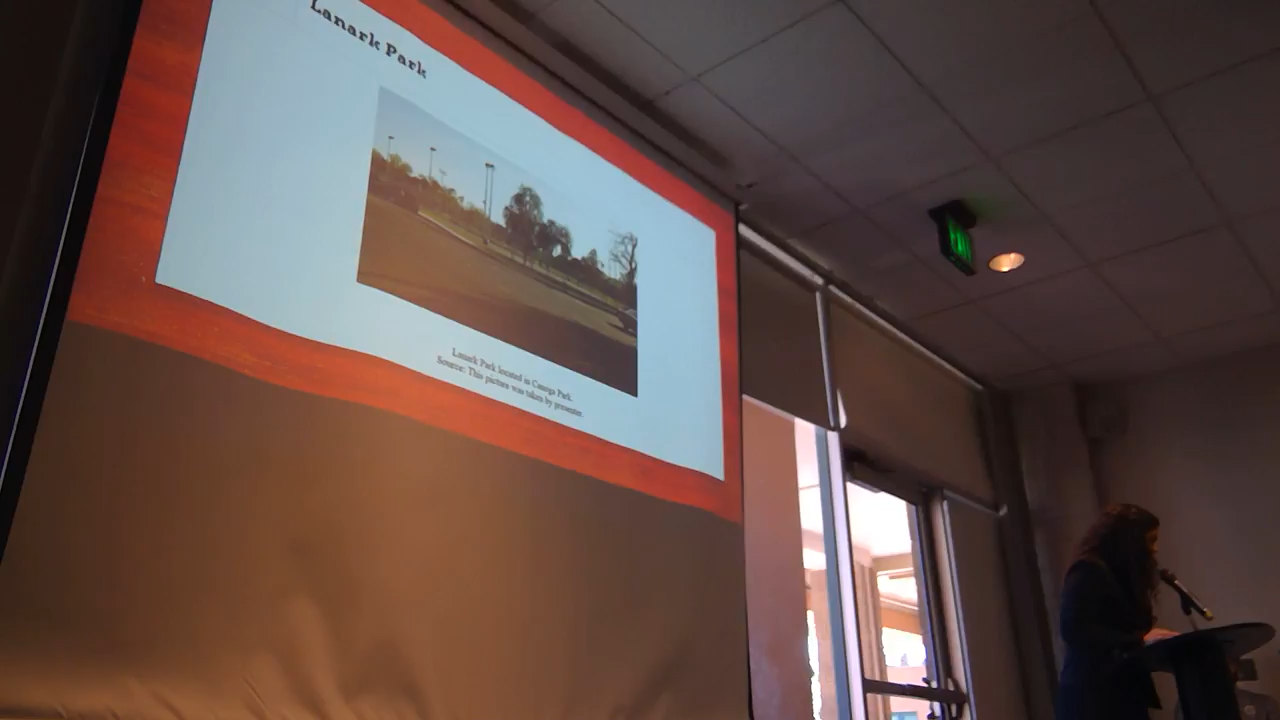 Lanark Park
Lanark Park located in Canoga Park.
Source: This picture was taken by presenter.